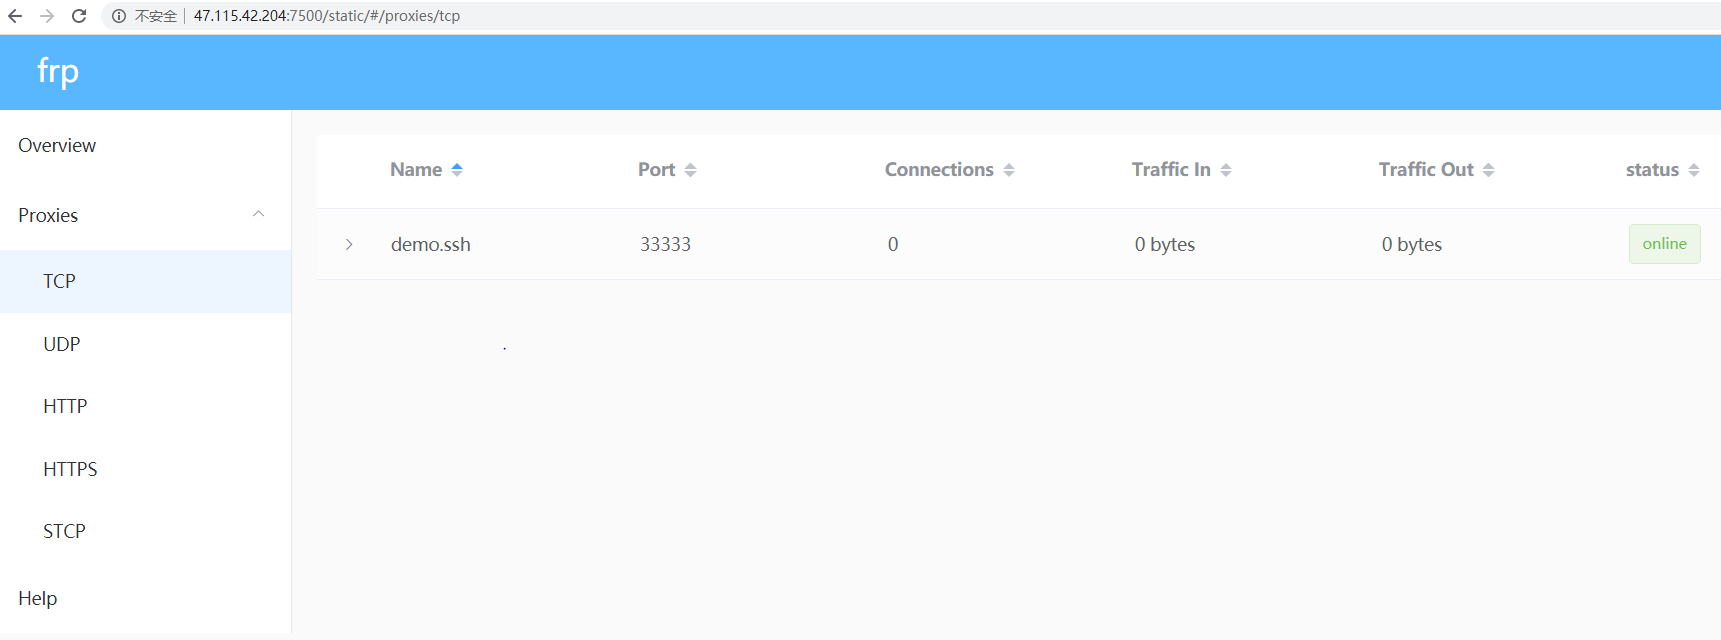 不安全 47.115.42.204:7500/static/#/proxies/tcp
frp
Overview
Proxies
TCP
UDP
HTTP
HTTPS
STCP
Help
Name Port Connections Traffic In Traffic Out status
demo.ssh 33333 0 0 bytes 0 bytes online